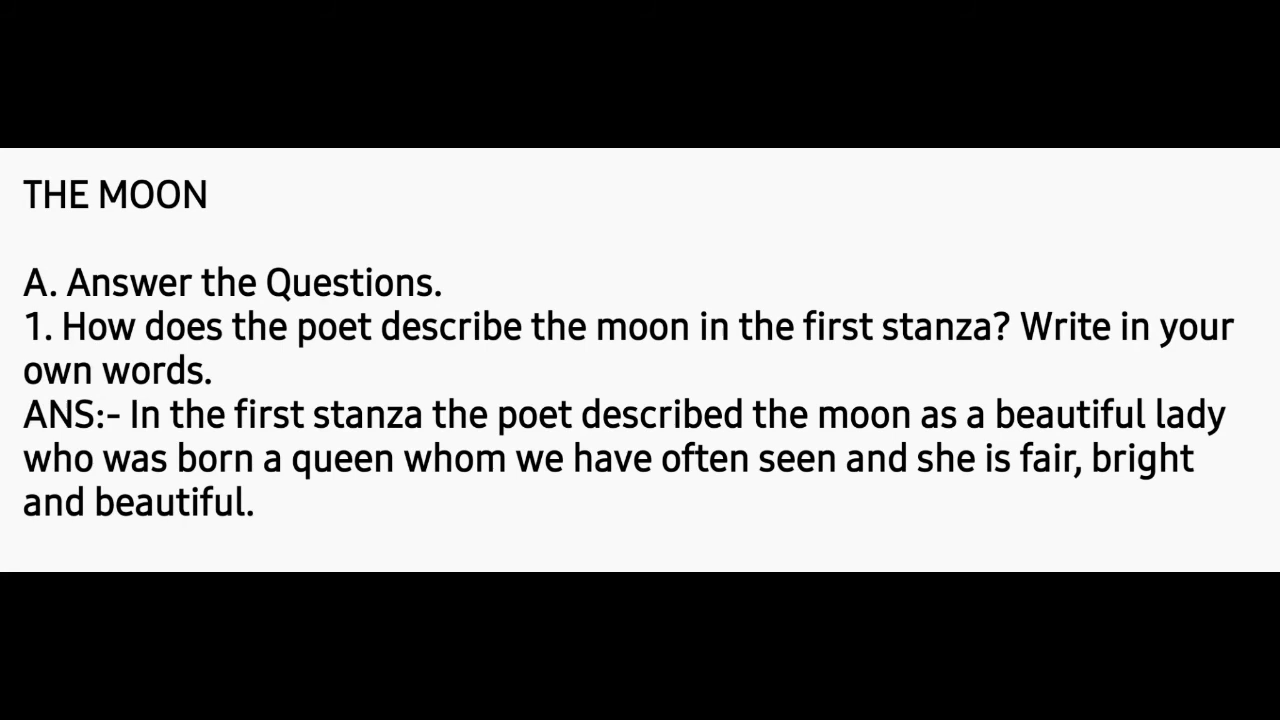 THE MOON
A. Answer the Questions.
1. How does the poet describe the moon in the first stanza? Write in your
own words.
ANS:- In the first stanza the poet described the moon as a beautiful lady
who was born a queen whom we have often seen and she is fair, bright
and beautiful.